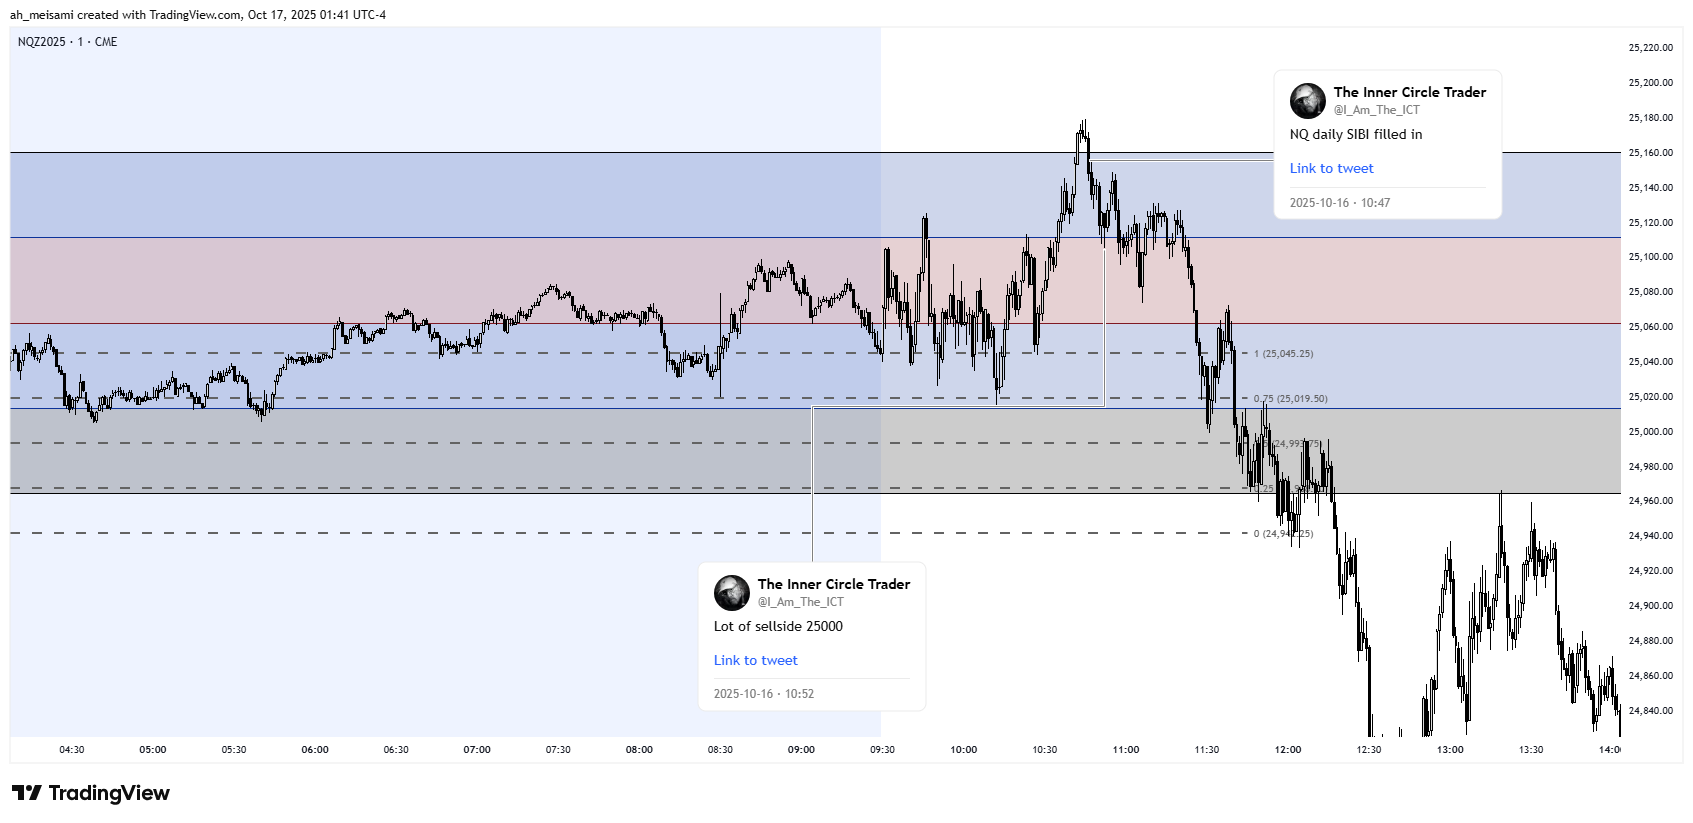 ah_meisami created with TradingView.com, Oct 17, 2025 01:41 UTC-4
NQZ2025 · 1 · CME
25,220.00
25,200.00
25,180.00
25,160.00
25,140.00
25,120.00
25,100.00
25,080.00
25,060.00
25,040.00
25,020.00
25,000.00
24,980.00
24,960.00
24,940.00
24,920.00
24,900.00
24,880.00
24,860.00
24,840.00
The Inner Circle Trader
@I_Am_The_ICT
NQ daily SIBI filled in
Link to tweet
2025-10-16 · 10:47
1 (25,045.25)
0.75 (25,019.50)
0 (24,941.25)
The Inner Circle Trader
@I_Am_The_ICT
Lot of sellside 25000
Link to tweet
2025-10-16 · 10:52
04:30 05:00 05:30 06:00 06:30 07:00 07:30 08:00 08:30 09:00 09:30 10:00 10:30 11:00 11:30 12:00 12:30 13:00 13:30 14:0
TradingView